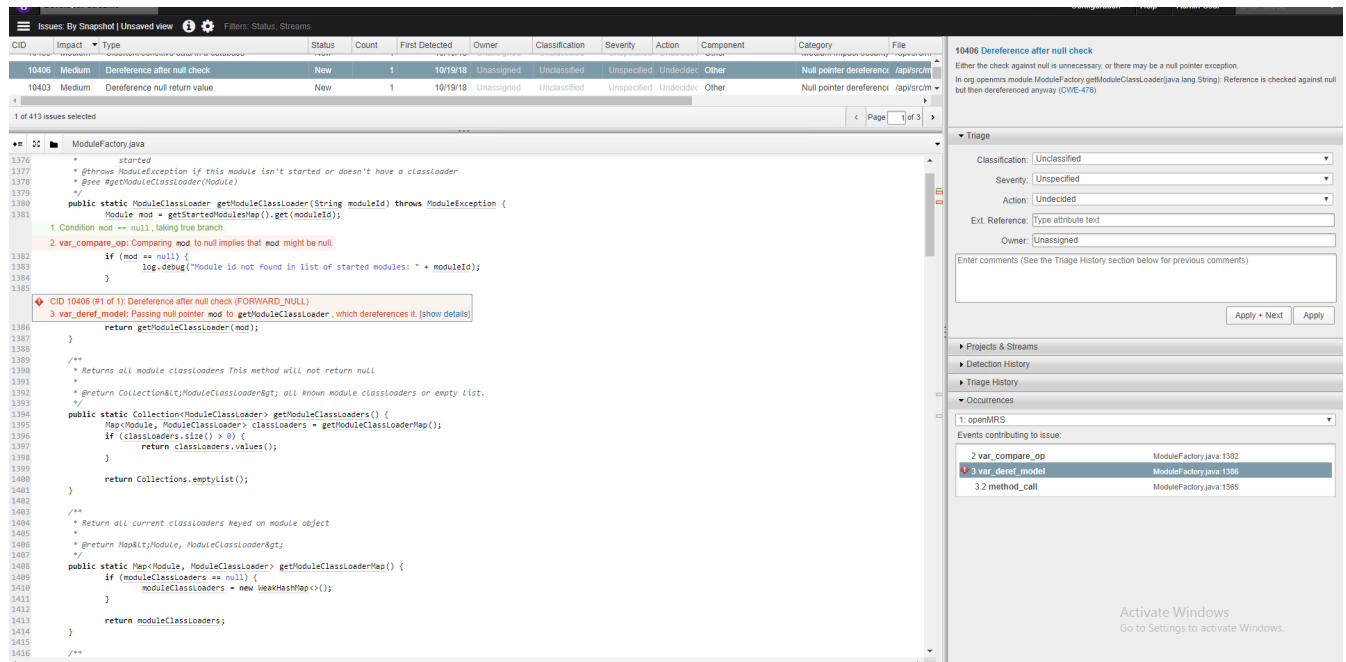 Issues: By Snapshot | Unsaved view Filters: Status, Streams
CID Impact Type Status Count First Detected Owner Classification Severity Action Component Category File
10406 Medium Dereference after null check New 1 10/19/18 Unassigned Unclassified Unspecified Undecided Other Null pointer dereference /api/src/m
10403 Medium Dereference null return value New 1 10/19/18 Unassigned Unclassified Unspecified Undecided Other Null pointer dereference /api/src/m
1 of 413 issues selected
Page 1 of 3
ModuleFactory.java
1376 * started
1377 * @throws ModuleException if this module isn't started or doesn't have a classloader
1378 * @see #getModuleClassLoader(Module)
1379 */
1380 public static ModuleClassLoader getModuleClassLoader(String moduleId) throws ModuleException {
1381 Module mod = getStartedModulesMap().get(moduleId);
1. Condition mod == null, taking true branch.
2. var_compare_op: Comparing mod to null implies that mod might be null.
1382 if (mod == null) {
1383 log.debug("Module id not found in list of started modules: " + moduleId);
1384 }
1385
CID 10406 (#1 of 1): Dereference after null check (FORWARD_NULL)
3. var_deref_model: Passing null pointer mod to getModuleClassLoader, which dereferences it. [show details]
1386 return getModuleClassLoader(mod);
1387 }
1388
1389 /**
1390 * Returns all module classloaders This method will not return null
1391 *
1392 * @return Collection&lt;ModuleClassLoader&gt; all known module classloaders or empty list.
1393 */
1394 public static Collection<ModuleClassLoader> getModuleClassLoaders() {
1395 Map<Module, ModuleClassLoader> classLoaders = getModuleClassLoaderMap();
1396 if (classLoaders.size() > 0) {
1397 return classLoaders.values();
1398 }
1399
1400 return Collections.emptyList();
1401 }
1402
1403 /**
1404 * Return all current classloaders keyed on module object
1405 *
1406 * @return Map&lt;Module, ModuleClassLoader&gt;
1407 */
1408 public static Map<Module, ModuleClassLoader> getModuleClassLoaderMap() {
1409 if (moduleClassLoaders == null) {
1410 moduleClassLoaders = new WeakHashMap<>();
1411 }
1412
1413 return moduleClassLoaders;
1414 }
1415
1416 /**
10406 Dereference after null check
Either the check against null is unnecessary, or there may be a null pointer exception.
In org.openmrs.module.ModuleFactory.getModuleClassLoader(java.lang.String): Reference is checked against null
but then dereferenced anyway (CWE-476)
Triage
Classification: Unclassified
Severity: Unspecified
Action: Undecided
Ext. Reference: Type attribute text
Owner: Unassigned
Enter comments (See the Triage History section below for previous comments)
Apply + Next Apply
Projects & Streams
Detection History
Triage History
Occurrences
1: openMRS
Events contributing to issue:
2 var_compare_op ModuleFactory.java:1382
3 var_deref_model ModuleFactory.java:1386
3.2 method_call ModuleFactory.java:1365
Activate Windows
Go to Settings to activate Windows.